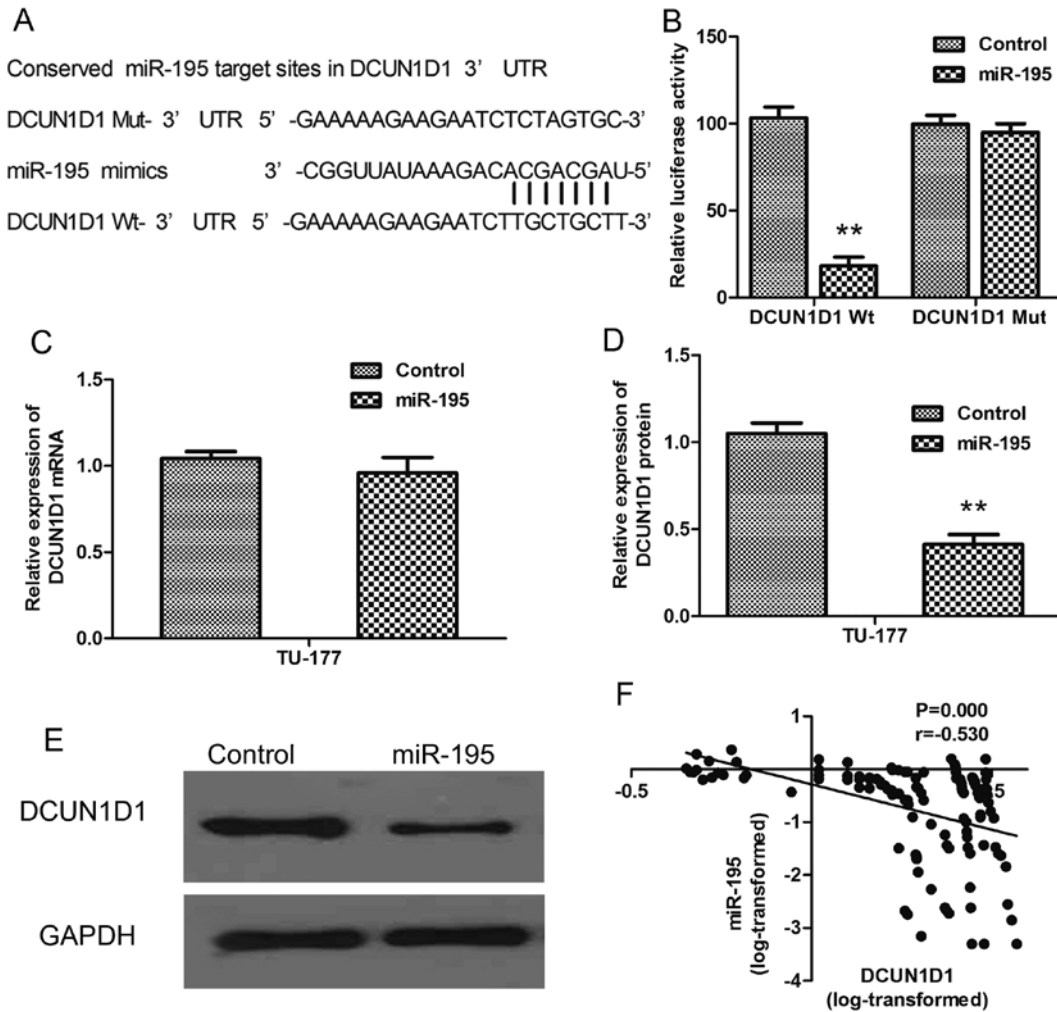 A
Conserved miR-195 target sites in DCUN1D1 3' UTR
DCUN1D1 Mut- 3' UTR 5' -GAAAAAGAAGAATCTCTAGTGC-3'
miR-195 mimics 3' -CGGUUAUAAAGACACGACGAU-5'
DCUN1D1 Wt- 3' UTR 5' -GAAAAAGAAGAATCTTGCTGCTT-3'
B
Relative luciferase activity
150
100
50
0
Control
miR-195
**
DCUN1D1 Wt
DCUN1D1 Mut
C
Relative expression of
DCUN1D1 mRNA
1.5
1.0
0.5
0.0
Control
miR-195
TU-177
D
Relative expression of
DCUN1D1 protein
1.5
1.0
0.5
0.0
Control
miR-195
**
TU-177
E
Control miR-195
DCUN1D1
GAPDH
F
P=0.000
r=-0.530
1
-0.5
-1
-2
-3
-4
miR-195
(log-transformed)
DCUN1D1
(log-transformed)